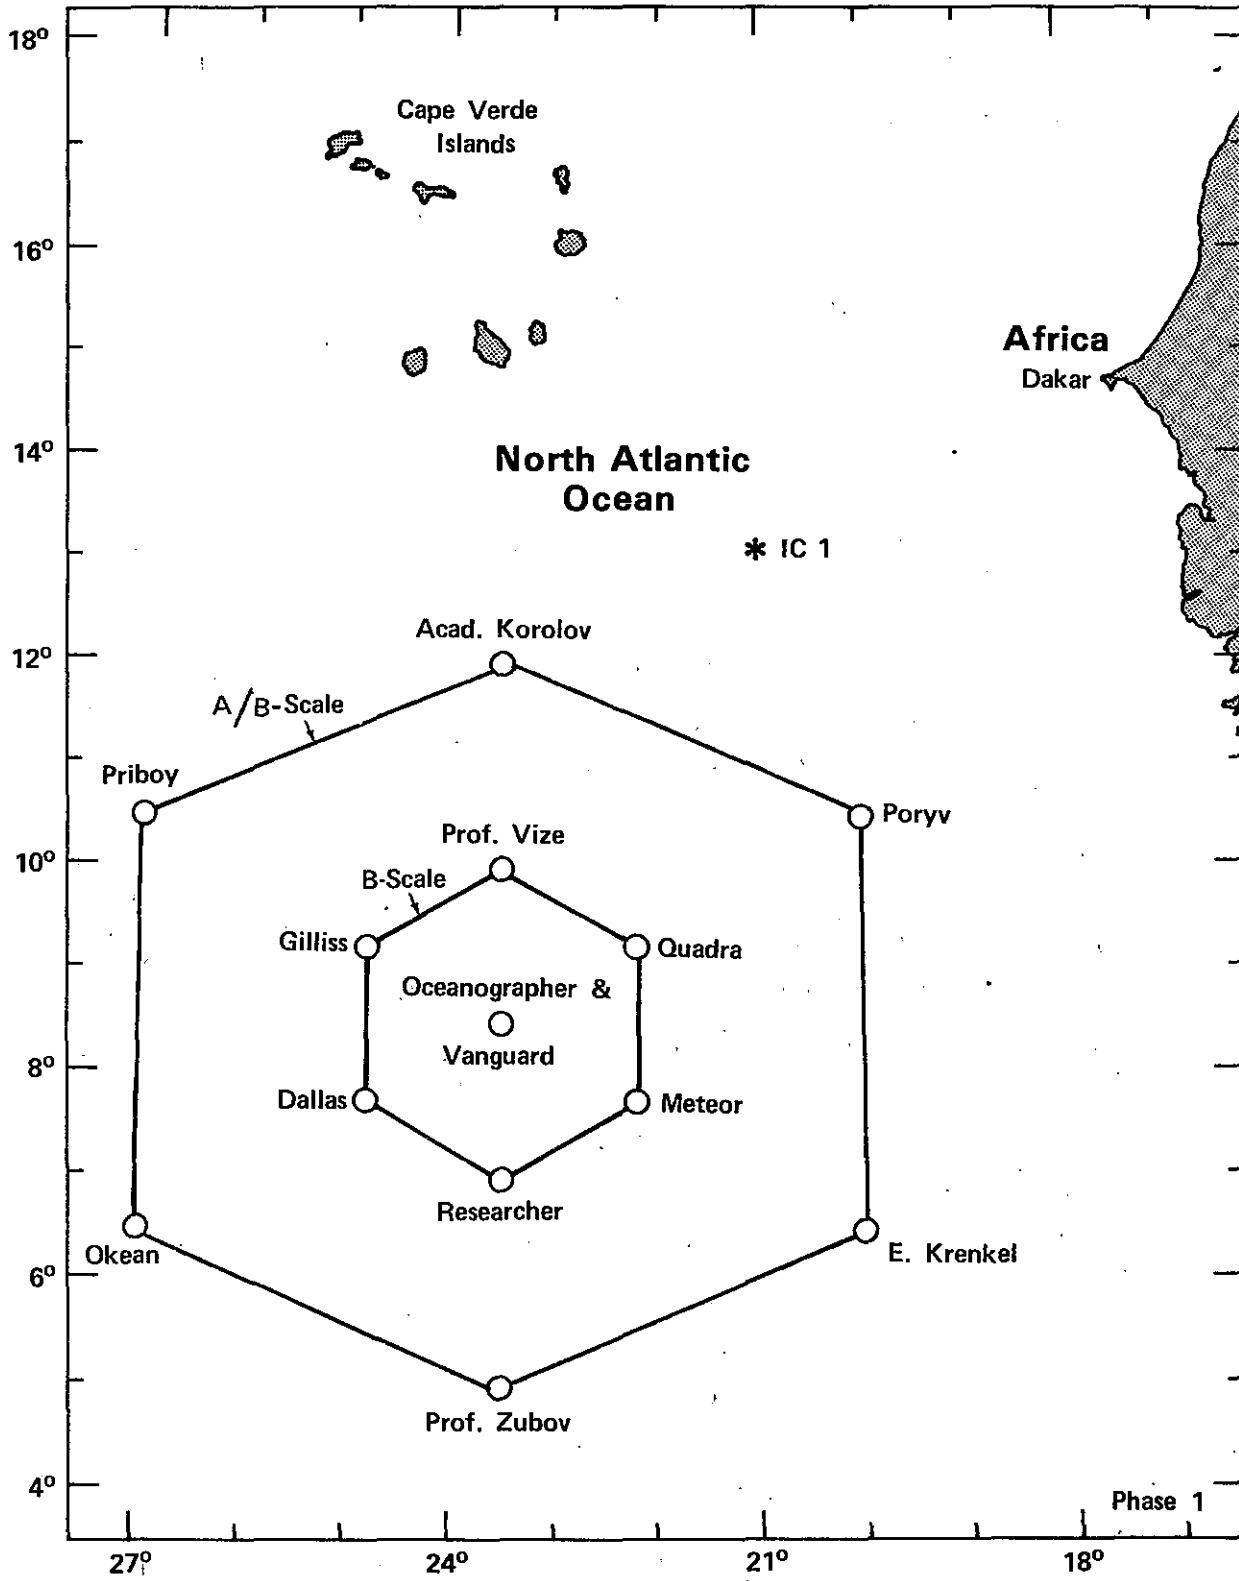 18°
Cape Verde
Islands
16°
Africa
Dakar
14°
North Atlantic
Ocean
* IC 1
12°
Acad. Korolov
A/B-Scale
Priboy
Poryv
10°
Prof. Vize
B-Scale
Gilliss
Quadra
Oceanographer &
Vanguard
8°
Dallas
Meteor
Researcher
Okean
E. Krenkel
6°
Prof. Zubov
4°
Phase 1
27°
24°
21°
18°